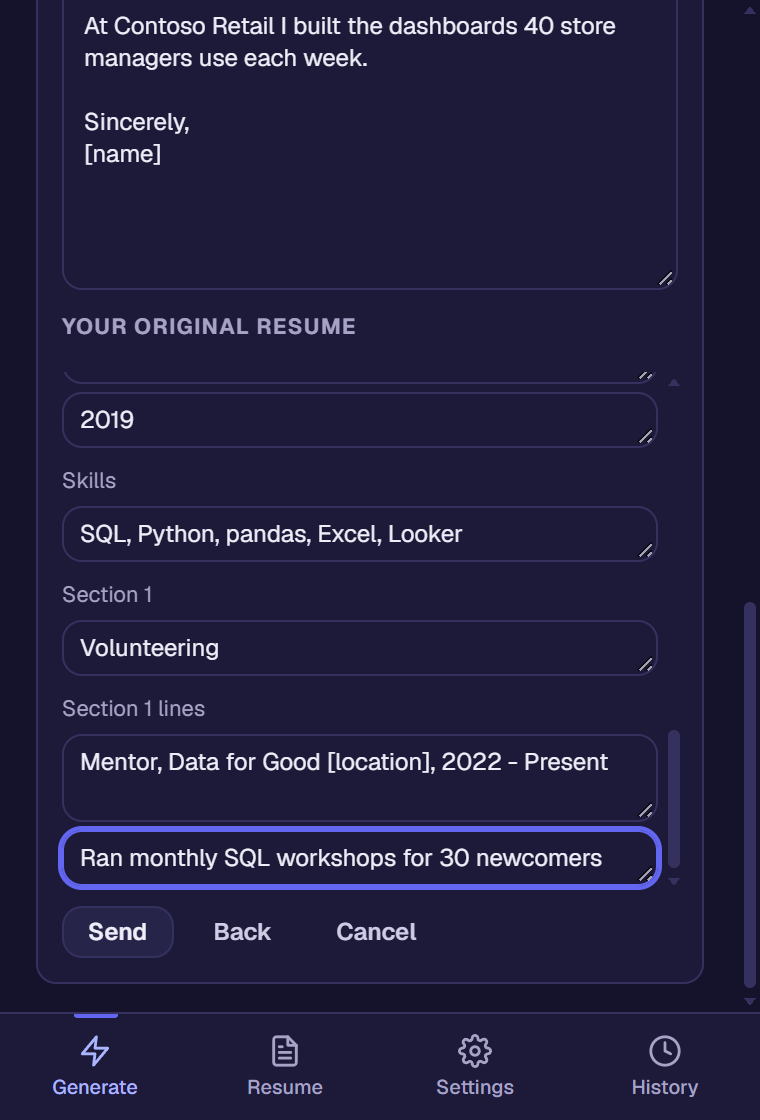 At Contoso Retail I built the dashboards 40 store
managers use each week.
Sincerely,
[name]
YOUR ORIGINAL RESUME
2019
Skills
SQL, Python, pandas, Excel, Looker
Section 1
Volunteering
Section 1 lines
Mentor, Data for Good [location], 2022 - Present
Ran monthly SQL workshops for 30 newcomers
Send
Back
Cancel
Generate
Resume
Settings
History